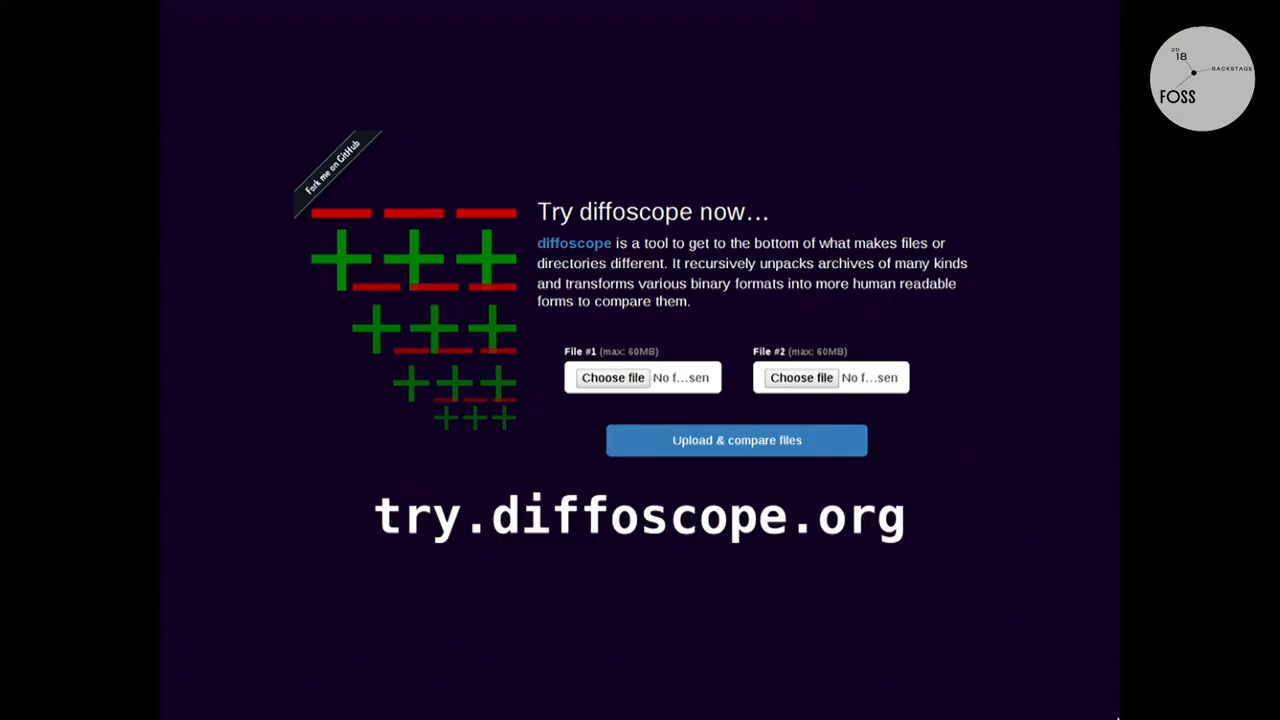 20
18
BACKSTAGE
FOSS
Fork me on GitHub
Try diffoscope now...
diffoscope is a tool to get to the bottom of what makes files or
directories different. It recursively unpacks archives of many kinds
and transforms various binary formats into more human readable
forms to compare them.
File #1 (max: 60MB)
File #2 (max: 60MB)
Choose file No f...sen
Choose file No f...sen
Upload & compare files
try.diffoscope.org